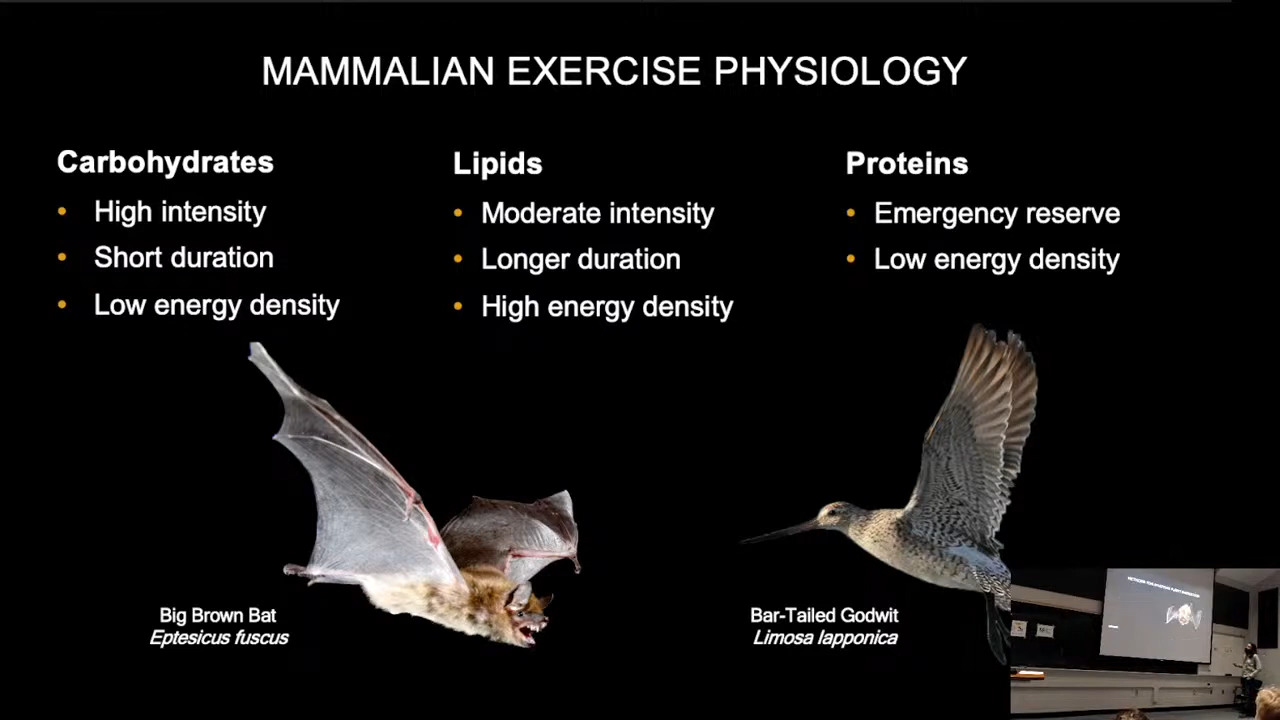 MAMMALIAN EXERCISE PHYSIOLOGY
Carbohydrates
• High intensity
• Short duration
• Low energy density
Lipids
• Moderate intensity
• Longer duration
• High energy density
Proteins
• Emergency reserve
• Low energy density
Big Brown Bat
Eptesicus fuscus
Bar-Tailed Godwit
Limosa lapponica